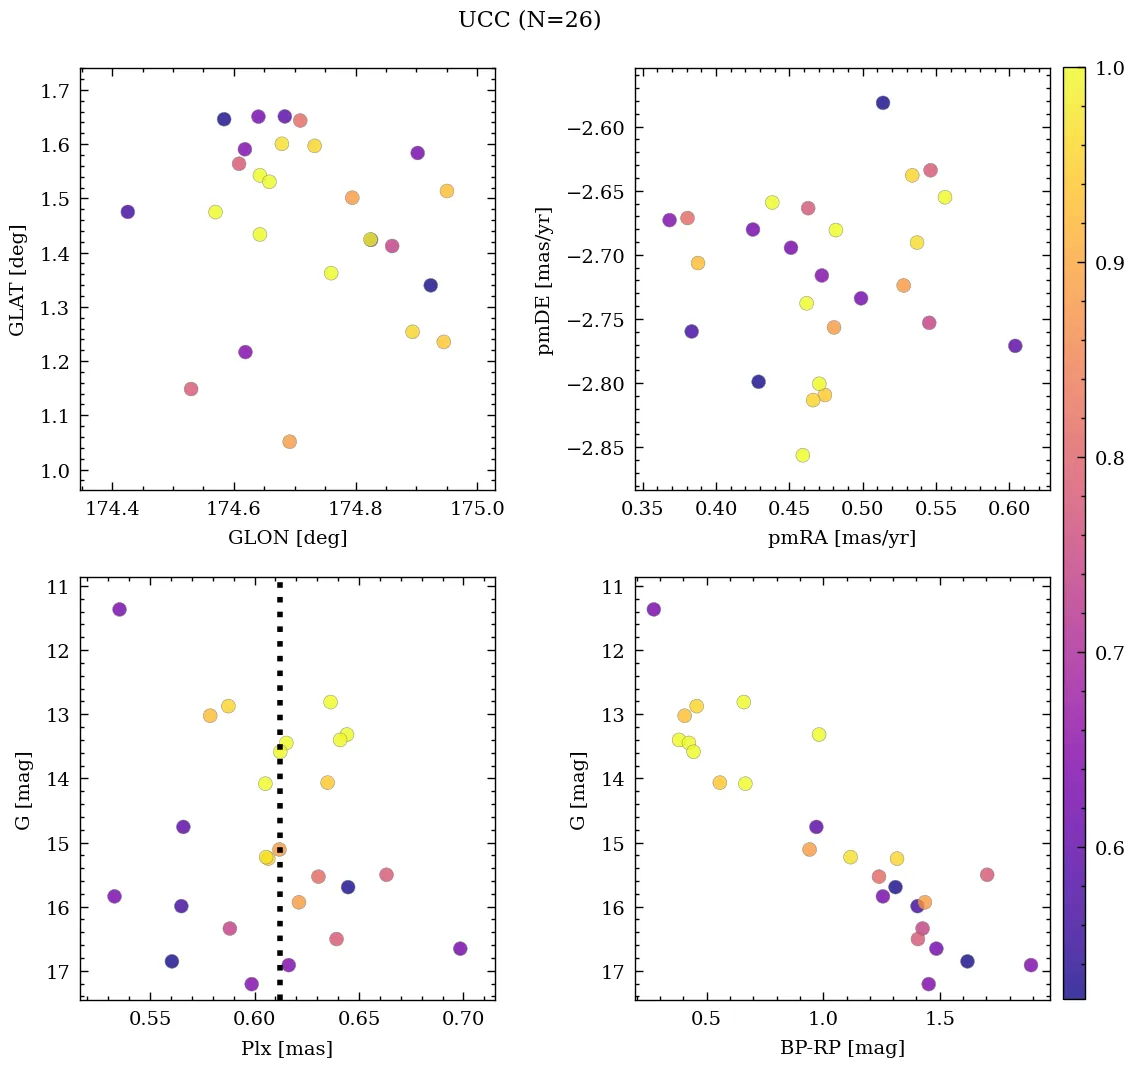 UCC (N=26)
1.7
1.6
1.5
1.4
1.3
1.2
1.1
1.0
GLAT [deg]
174.4 174.6 174.8 175.0
GLON [deg]
−2.60
−2.65
−2.70
−2.75
−2.80
−2.85
pmDE [mas/yr]
0.35 0.40 0.45 0.50 0.55 0.60
pmRA [mas/yr]
1.0
0.9
0.8
0.7
0.6
11
12
13
14
15
16
17
G [mag]
0.55 0.60 0.65 0.70
Plx [mas]
11
12
13
14
15
16
17
G [mag]
0.5 1.0 1.5
BP-RP [mag]